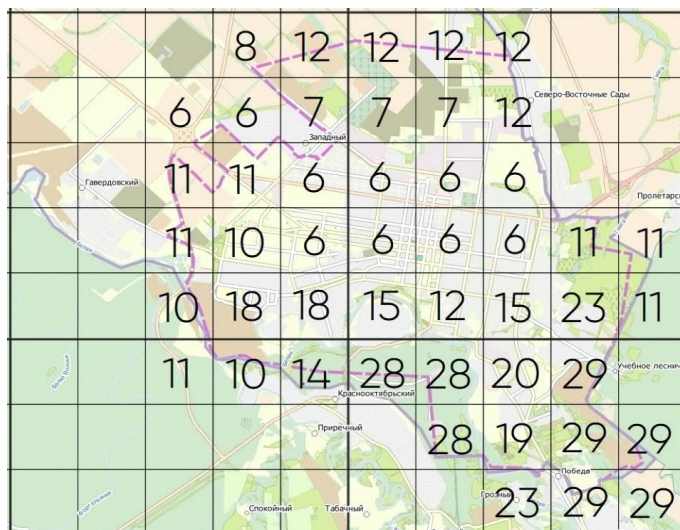 8 12 12 12 12
Северо-Восточные Сады
6 6 7 7 7 12
Западный
11 11 6 6 6 6
Гавердовский
Пролетарс
11 10 6 6 6 6 11 11
Белая
10 18 18 15 12 15 23 11
11 10 14 28 28 20 29
Белая
Учебное леснич
Краснооктябрьский
Приречный
28 19 29 29
Победа
Спокойный
Табачный
Грозный
23 29 29